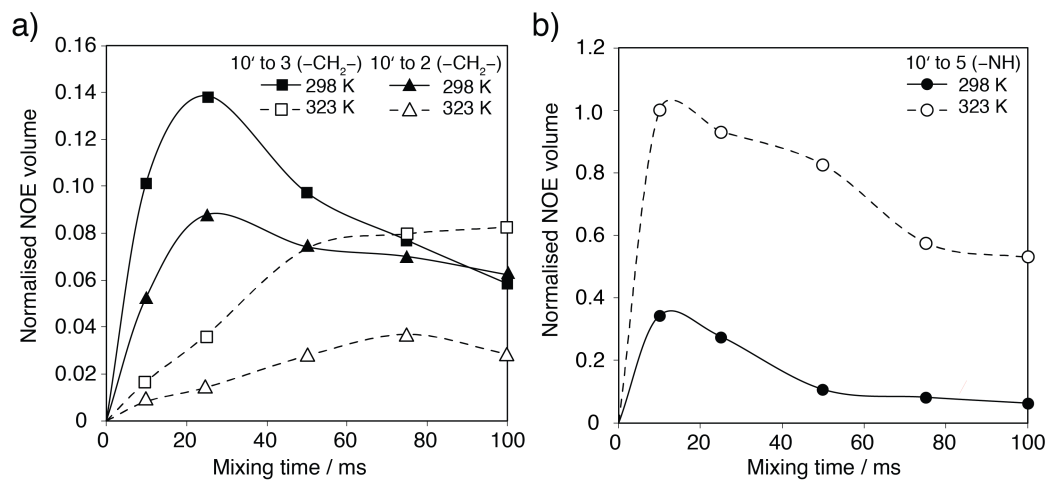 a)
Normalised NOE volume
0.16
0.14
0.12
0.10
0.08
0.06
0.04
0.02
0
10' to 3 (–CH2–) 10' to 2 (–CH2–)
298 K 298 K
323 K 323 K
0 20 40 60 80 100
Mixing time / ms
b)
Normalised NOE volume
1.2
1.0
0.8
0.6
0.4
0.2
0
10' to 5 (–NH)
298 K
323 K
0 20 40 60 80 100
Mixing time / ms